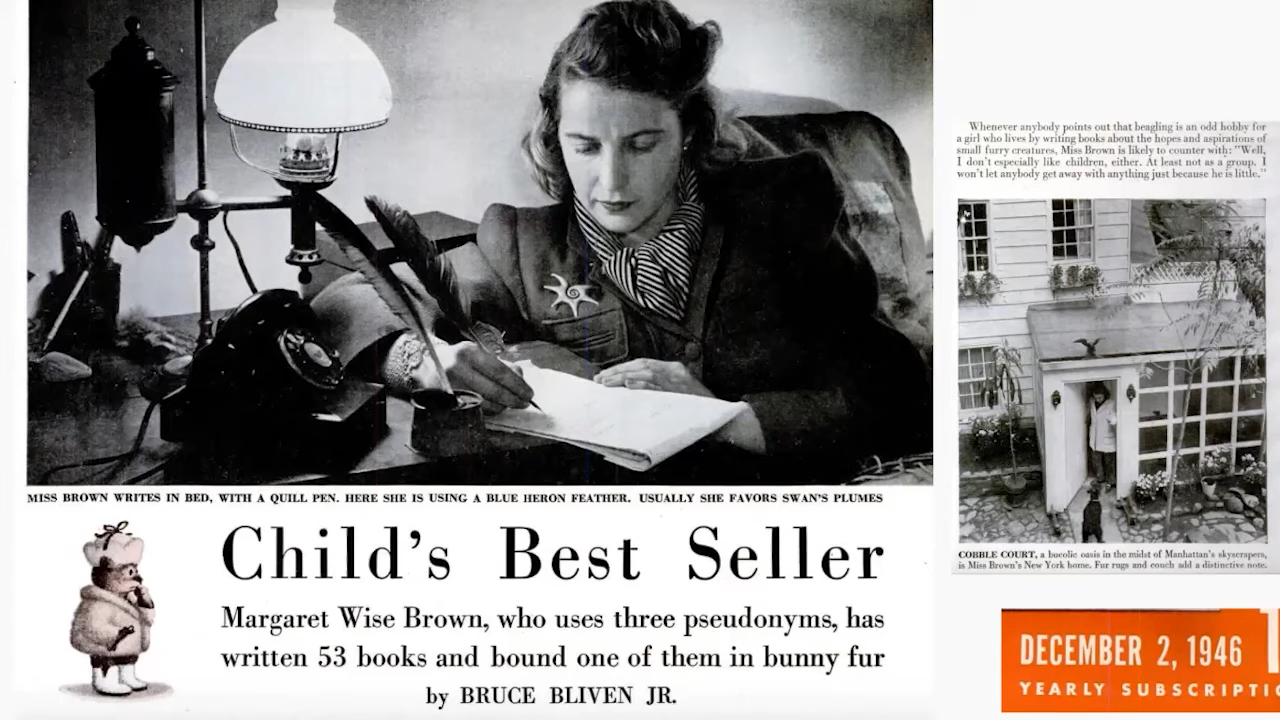 MISS BROWN WRITES IN BED, WITH A QUILL PEN. HERE SHE IS USING A BLUE HERON FEATHER. USUALLY SHE FAVORS SWAN'S PLUMES
Child's Best Seller
Margaret Wise Brown, who uses three pseudonyms, has
written 53 books and bound one of them in bunny fur
by BRUCE BLIVEN JR.
Whenever anybody points out that beagling is an odd hobby for
a girl who lives by writing books about the hopes and aspirations of
small furry creatures, Miss Brown is likely to counter with: "Well,
I don't especially like children, either. At least not as a group. I
won't let anybody get away with anything just because he is little."
COBBLE COURT, a bucolic oasis in the midst of Manhattan's skyscrapers,
is Miss Brown's New York home. Fur rugs and couch add a distinctive note.
DECEMBER 2, 1946
YEARLY